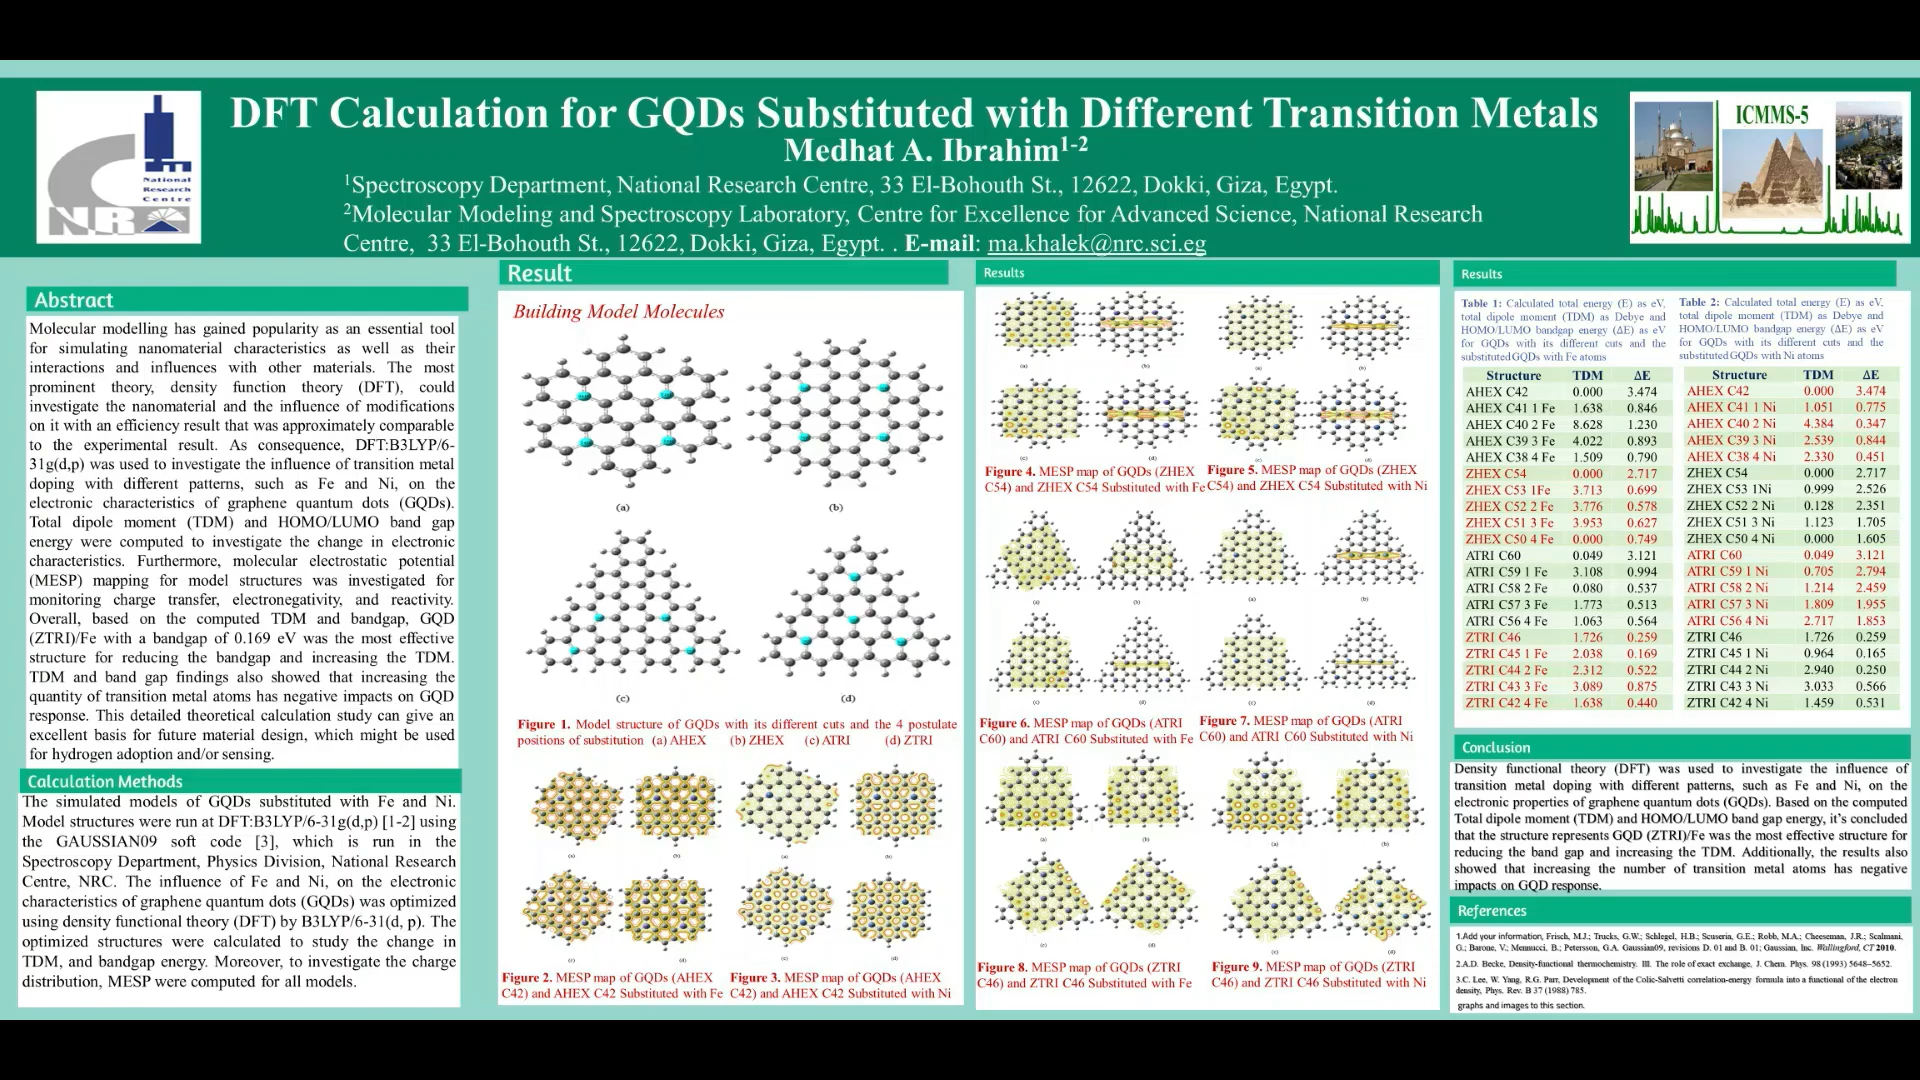 DFT Calculation for GQDs Substituted with Different Transition Metals
Medhat A. Ibrahim1-2
1Spectroscopy Department, National Research Centre, 33 El-Bohouth St., 12622, Dokki, Giza, Egypt.
2Molecular Modeling and Spectroscopy Laboratory, Centre for Excellence for Advanced Science, National Research
Centre, 33 El-Bohouth St., 12622, Dokki, Giza, Egypt. . E-mail: ma.khalek@nrc.sci.eg
National
Research
Centre
ICMMS-5
Abstract
Molecular modelling has gained popularity as an essential tool
for simulating nanomaterial characteristics as well as their
interactions and influences with other materials. The most
prominent theory, density function theory (DFT), could
investigate the nanomaterial and the influence of modifications
on it with an efficiency result that was approximately comparable
to the experimental result. As consequence, DFT:B3LYP/6-
31g(d,p) was used to investigate the influence of transition metal
doping with different patterns, such as Fe and Ni, on the
electronic characteristics of graphene quantum dots (GQDs).
Total dipole moment (TDM) and HOMO/LUMO band gap
energy were computed to investigate the change in electronic
characteristics. Furthermore, molecular electrostatic potential
(MESP) mapping for model structures was investigated for
monitoring charge transfer, electronegativity, and reactivity.
Overall, based on the computed TDM and bandgap, GQD
(ZTRI)/Fe with a bandgap of 0.169 eV was the most effective
structure for reducing the bandgap and increasing the TDM.
TDM and band gap findings also showed that increasing the
quantity of transition metal atoms has negative impacts on GQD
response. This detailed theoretical calculation study can give an
excellent basis for future material design, which might be used
for hydrogen adoption and/or sensing.
Calculation Methods
The simulated models of GQDs substituted with Fe and Ni.
Model structures were run at DFT:B3LYP/6-31g(d,p) [1-2] using
the GAUSSIAN09 soft code [3], which is run in the
Spectroscopy Department, Physics Division, National Research
Centre, NRC. The influence of Fe and Ni, on the electronic
characteristics of graphene quantum dots (GQDs) was optimized
using density functional theory (DFT) by B3LYP/6-31(d, p). The
optimized structures were calculated to study the change in
TDM, and bandgap energy. Moreover, to investigate the charge
distribution, MESP were computed for all models.
Result
Building Model Molecules
(a) (b)
(c) (d)
Figure 1. Model structure of GQDs with its different cuts and the 4 postulate
positions of substitution (a) AHEX (b) ZHEX (c) ATRI (d) ZTRI
Figure 2. MESP map of GQDs (AHEX
C42) and AHEX C42 Substituted with Fe
Figure 3. MESP map of GQDs (AHEX
C42) and AHEX C42 Substituted with Ni
Results
Figure 4. MESP map of GQDs (ZHEX
C54) and ZHEX C54 Substituted with Fe
Figure 5. MESP map of GQDs (ZHEX
C54) and ZHEX C54 Substituted with Ni
Figure 6. MESP map of GQDs (ATRI
C60) and ATRI C60 Substituted with Fe
Figure 7. MESP map of GQDs (ATRI
C60) and ATRI C60 Substituted with Ni
Figure 8. MESP map of GQDs (ZTRI
C46) and ZTRI C46 Substituted with Fe
Figure 9. MESP map of GQDs (ZTRI
C46) and ZTRI C46 Substituted with Ni
Results
Table 1: Calculated total energy (E) as eV,
total dipole moment (TDM) as Debye and
HOMO/LUMO bandgap energy (ΔE) as eV
for GQDs with its different cuts and the
substituted GQDs with Fe atoms
Structure TDM ΔE
AHEX C42 0.000 3.474
AHEX C41 1 Fe 1.638 0.846
AHEX C40 2 Fe 8.628 1.230
AHEX C39 3 Fe 4.022 0.893
AHEX C38 4 Fe 1.509 0.790
ZHEX C54 0.000 2.717
ZHEX C53 1Fe 3.713 0.699
ZHEX C52 2 Fe 3.776 0.578
ZHEX C51 3 Fe 3.953 0.627
ZHEX C50 4 Fe 0.000 0.749
ATRI C60 0.049 3.121
ATRI C59 1 Fe 3.108 0.994
ATRI C58 2 Fe 0.080 0.537
ATRI C57 3 Fe 1.773 0.513
ATRI C56 4 Fe 1.063 0.564
ZTRI C46 1.726 0.259
ZTRI C45 1 Fe 2.038 0.169
ZTRI C44 2 Fe 2.312 0.522
ZTRI C43 3 Fe 3.089 0.875
ZTRI C42 4 Fe 1.638 0.440
Table 2: Calculated total energy (E) as eV,
total dipole moment (TDM) as Debye and
HOMO/LUMO bandgap energy (ΔE) as eV
for GQDs with its different cuts and the
substituted GQDs with Ni atoms
Structure TDM ΔE
AHEX C42 0.000 3.474
AHEX C41 1 Ni 1.051 0.775
AHEX C40 2 Ni 4.384 0.347
AHEX C39 3 Ni 2.539 0.844
AHEX C38 4 Ni 2.330 0.451
ZHEX C54 0.000 2.717
ZHEX C53 1Ni 0.999 2.526
ZHEX C52 2 Ni 0.128 2.351
ZHEX C51 3 Ni 1.123 1.705
ZHEX C50 4 Ni 0.000 1.605
ATRI C60 0.049 3.121
ATRI C59 1 Ni 0.705 2.794
ATRI C58 2 Ni 1.214 2.459
ATRI C57 3 Ni 1.809 1.955
ATRI C56 4 Ni 2.717 1.853
ZTRI C46 1.726 0.259
ZTRI C45 1 Ni 0.964 0.165
ZTRI C44 2 Ni 2.940 0.250
ZTRI C43 3 Ni 3.033 0.566
ZTRI C42 4 Ni 1.459 0.531
Conclusion
Density functional theory (DFT) was used to investigate the influence of
transition metal doping with different patterns, such as Fe and Ni, on the
electronic properties of graphene quantum dots (GQDs). Based on the computed
Total dipole moment (TDM) and HOMO/LUMO band gap energy, it's concluded
that the structure represents GQD (ZTRI)/Fe was the most effective structure for
reducing the band gap and increasing the TDM. Additionally, the results also
showed that increasing the number of transition metal atoms has negative
impacts on GQD response.
References
1.Add your information, Frisch, M.J.; Trucks, G.W.; Schlegel, H.B.; Scuseria, G.E.; Robb, M.A.; Cheeseman, J.R.; Scalmani,
G.; Barone, V.; Mennucci, B.; Petersson, G.A. Gaussian09, revisions D. 01 and B. 01; Gaussian, Inc. Wallingford, CT 2010.
2.A.D. Becke, Density-functional thermochemistry. III. The role of exact exchange, J. Chem. Phys. 98 (1993) 5648–5652.
3.C. Lee, W. Yang, R.G. Parr, Development of the Colic-Salvetti correlation-energy formula into a functional of the electron
density, Phys. Rev. B 37 (1988) 785.
graphs and images to this section.